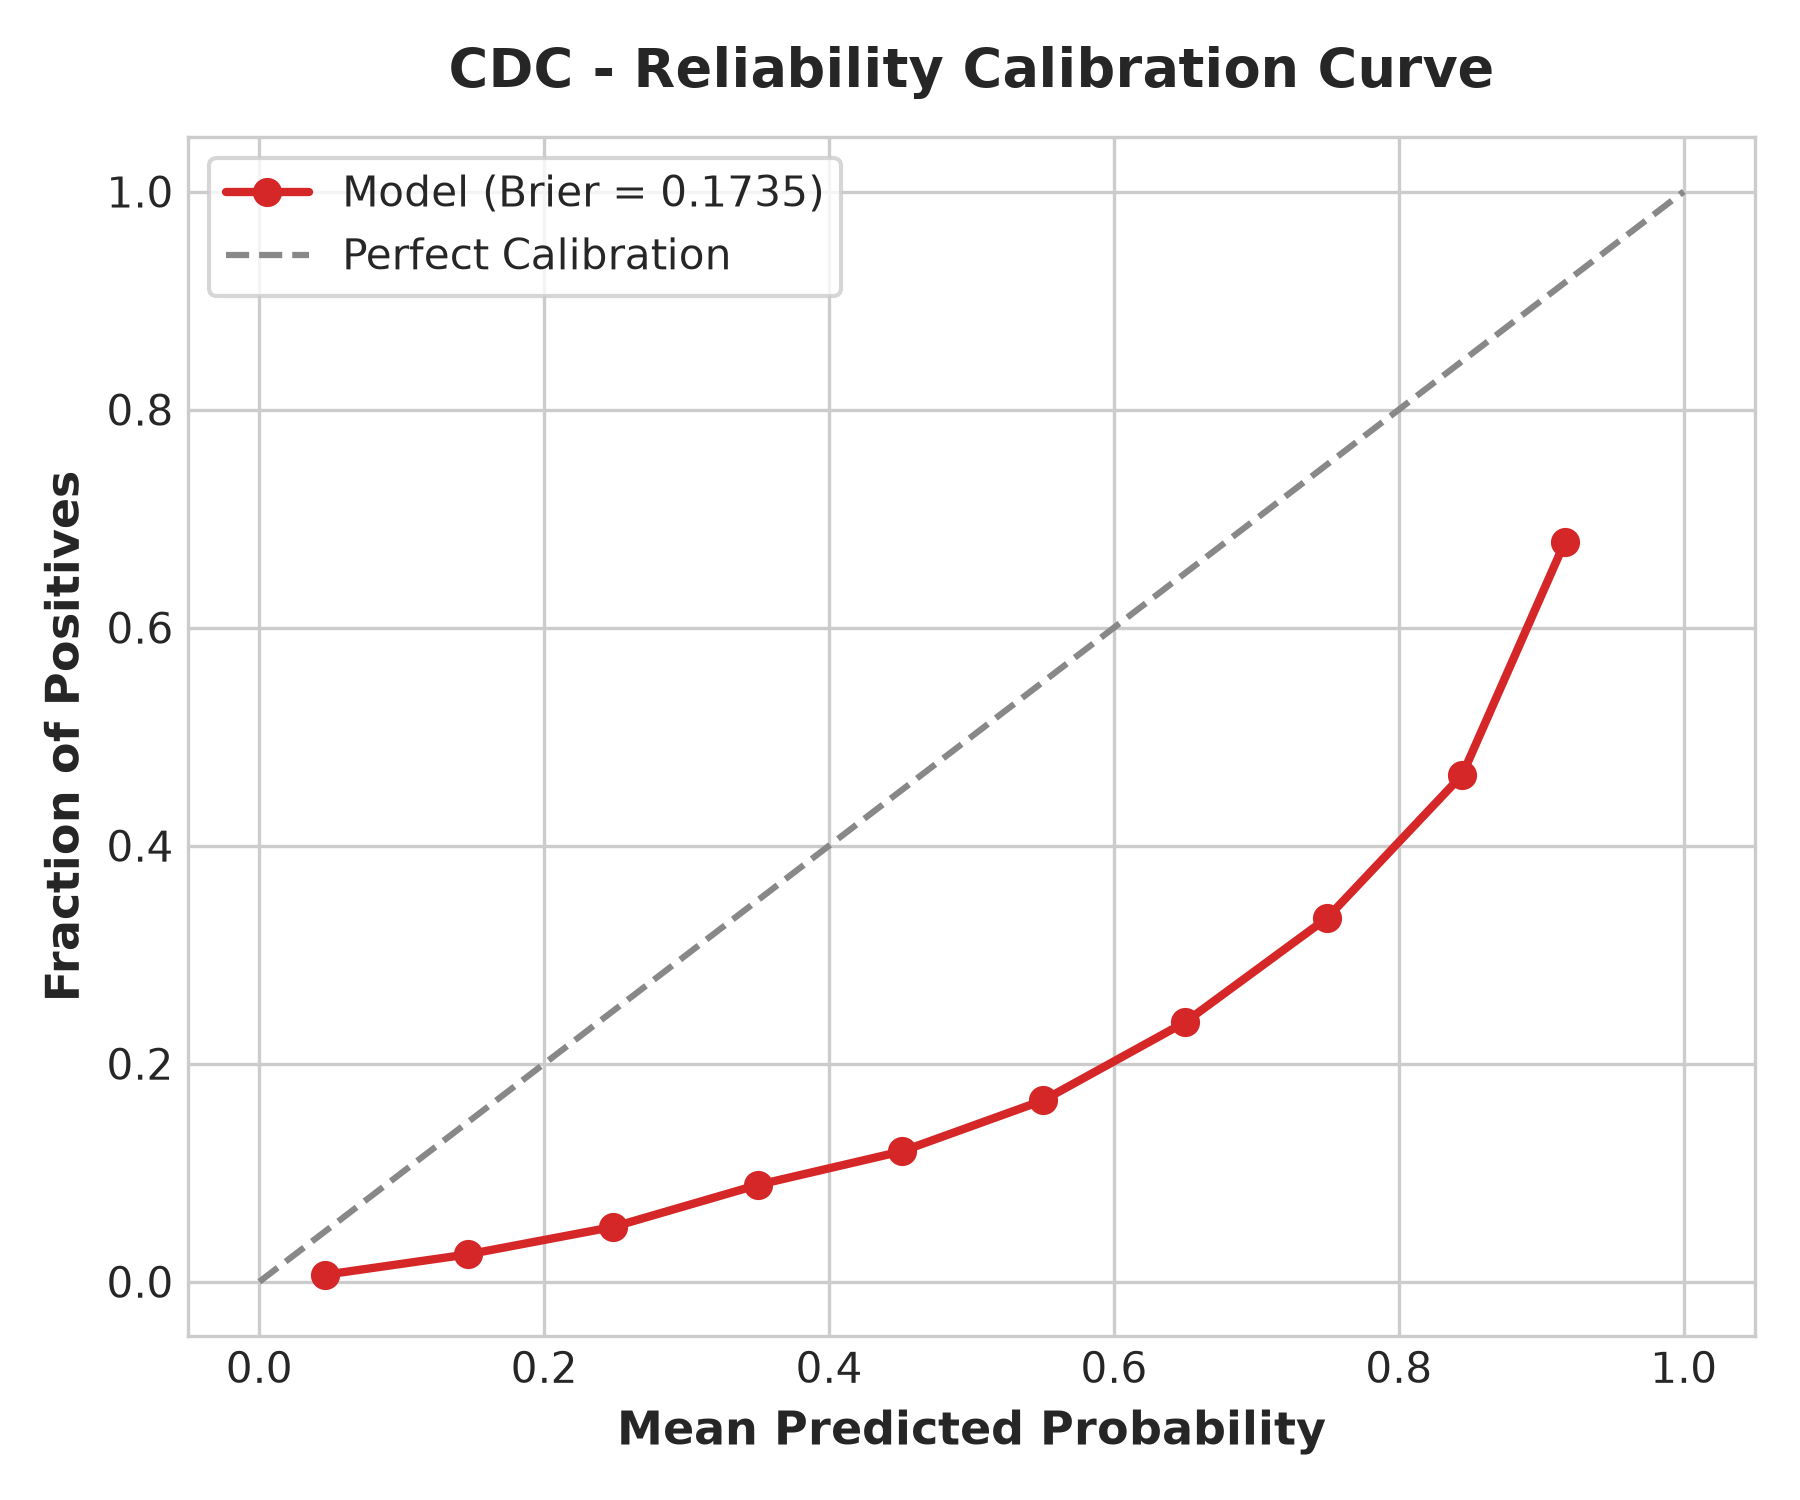 CDC - Reliability Calibration Curve
Model (Brier = 0.1735)
Perfect Calibration
1.0
0.8
0.6
0.4
0.2
0.0
Fraction of Positives
0.0 0.2 0.4 0.6 0.8 1.0
Mean Predicted Probability